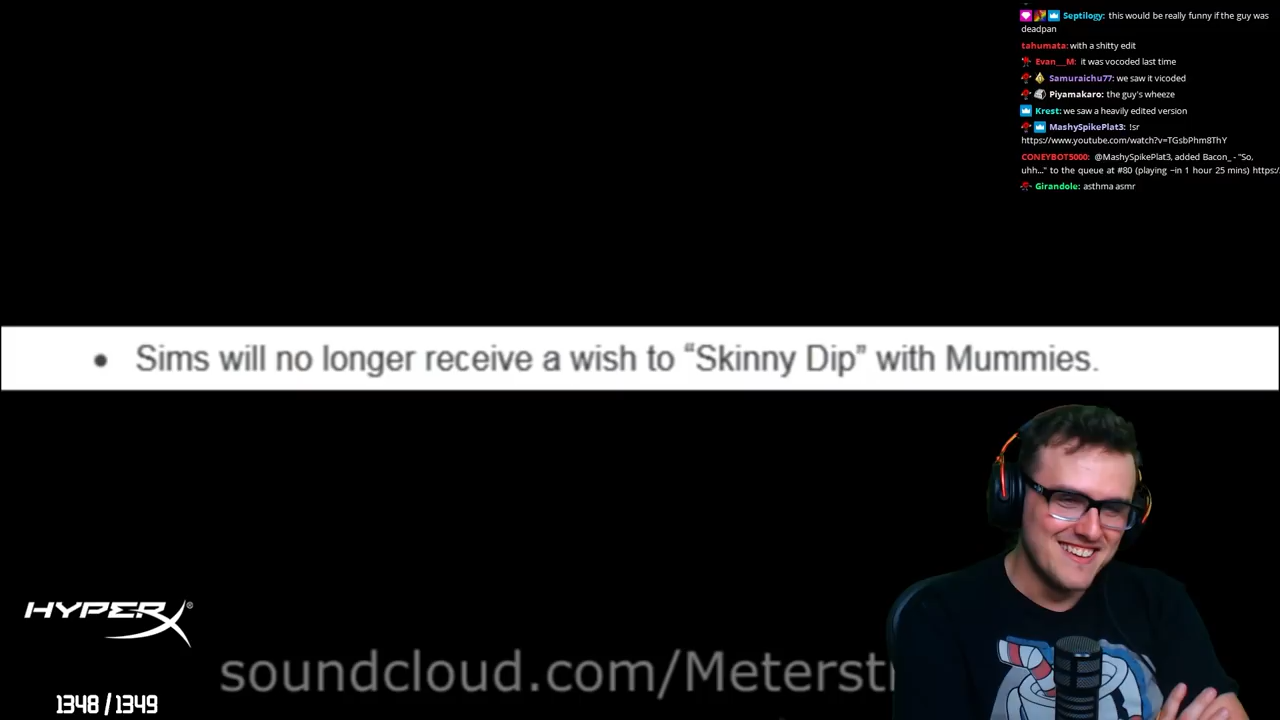 Septilogy: this would be really funny if the guy was
deadpan
tahumata: with a shitty edit
Evan__M: it was vocoded last time
Samuraichu77: we saw it vicoded
Piyamakaro: the guy's wheeze
Krest: we saw a heavily edited version
MashySpikePlat3: !sr
https://www.youtube.com/watch?v=TGsbPhm8ThY
CONEYBOT5000: @MashySpikePlat3, added Bacon_ - "So,
uhh..." to the queue at #80 (playing ~in 1 hour 25 mins) https:/
Girandole: asthma asmr
• Sims will no longer receive a wish to “Skinny Dip” with Mummies.
HYPERX®
soundcloud.com/Meterst
1348 / 1349